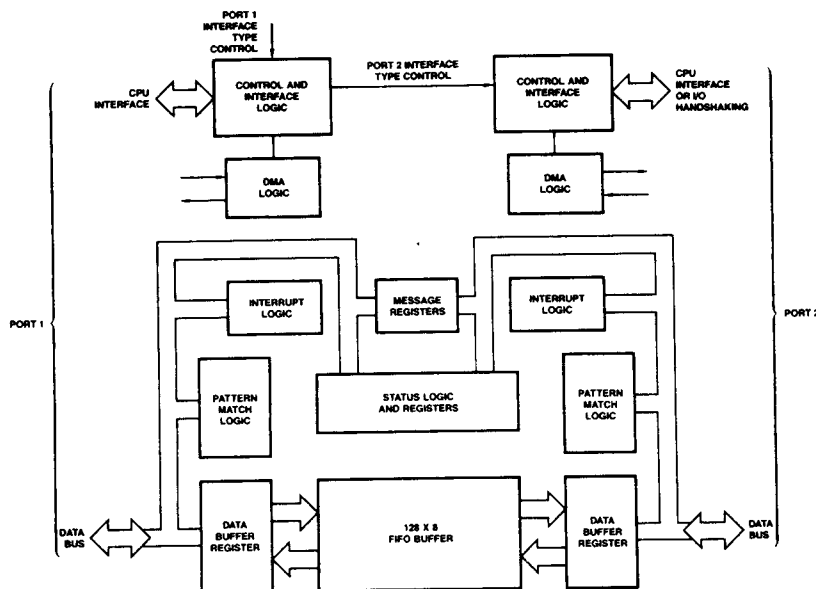 PORT 1
INTERFACE
TYPE
CONTROL
PORT 2 INTERFACE
TYPE CONTROL
CPU
INTERFACE
CONTROL AND
INTERFACE
LOGIC
CONTROL AND
INTERFACE
LOGIC
CPU
INTERFACE
OR I/O
HANDSHAKING
DMA
LOGIC
DMA
LOGIC
INTERRUPT
LOGIC
MESSAGE
REGISTERS
INTERRUPT
LOGIC
PORT 1
PORT 2
PATTERN
MATCH
LOGIC
STATUS LOGIC
AND REGISTERS
PATTERN
MATCH
LOGIC
DATA
BUS
DATA
BUFFER
REGISTER
128 X 8
FIFO BUFFER
DATA
BUFFER
REGISTER
DATA
BUS